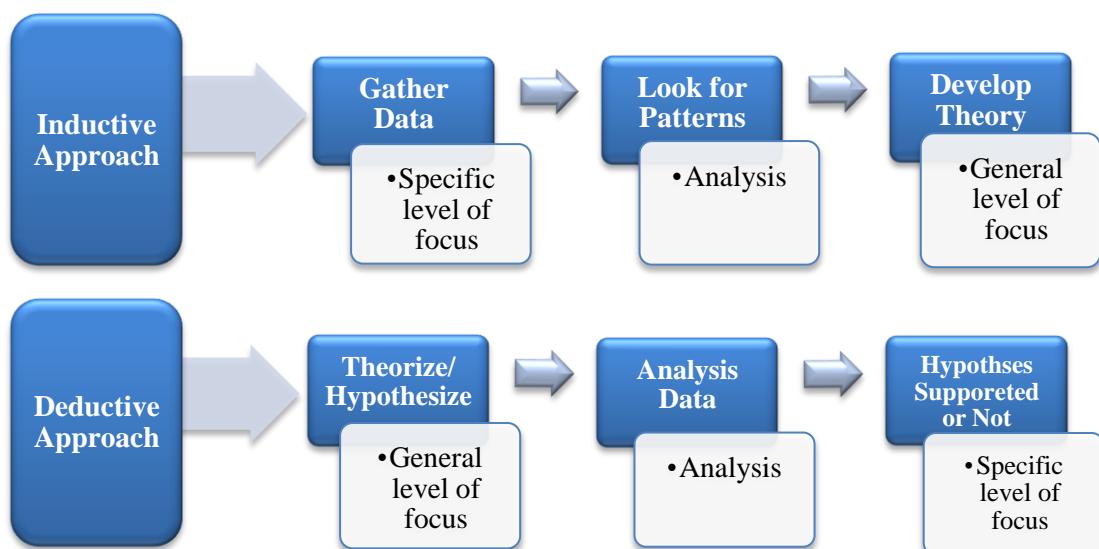 Inductive
Approach
Gather
Data
•Specific
level of
focus
Look for
Patterns
•Analysis
Develop
Theory
•General
level of
focus
Deductive
Approach
Theorize/
Hypothesize
•General
level of
focus
Analysis
Data
•Analysis
Hypothses
Supporeted
or Not
•Specific
level of
focus